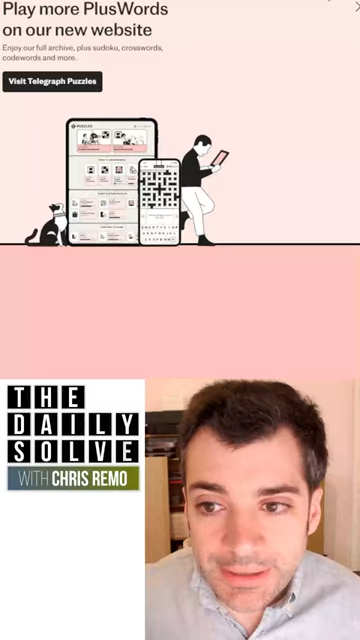 Play more PlusWords
on our new website
Enjoy our full archive, plus sudoku, crosswords,
codewords and more.
Visit Telegraph Puzzles
PUZZLES
THE
DAILY
SOLVE
WITH CHRIS REMO